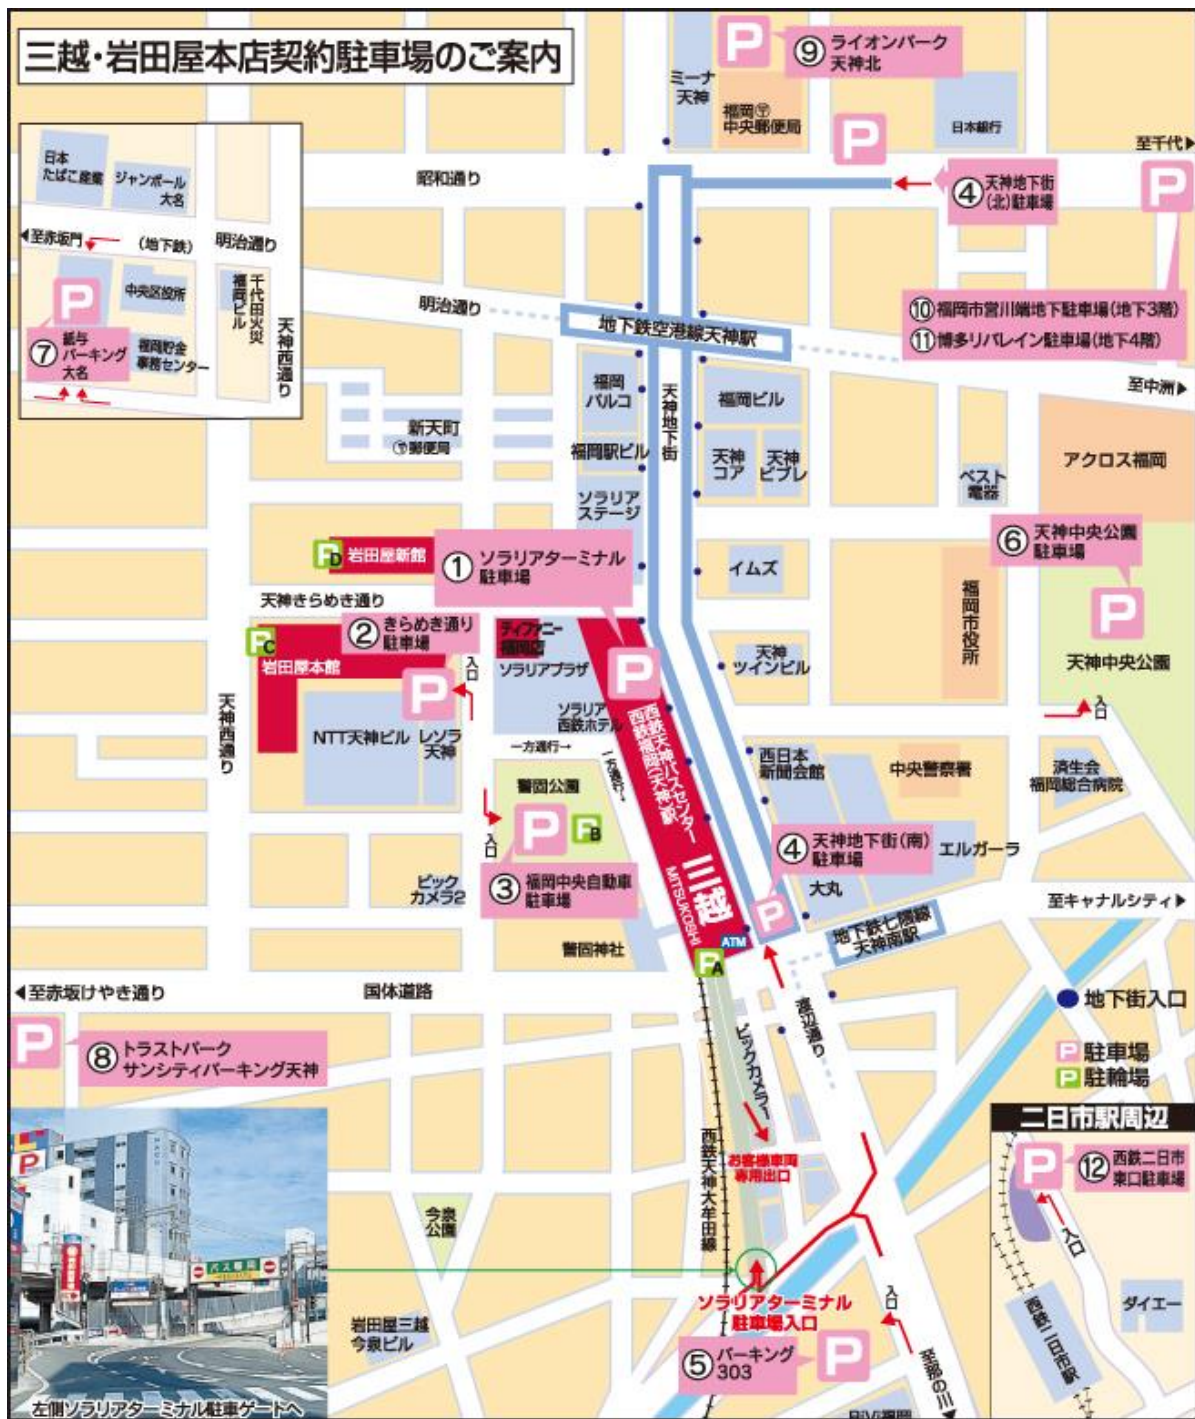 三越・岩田屋本店契約駐車場のご案内
日本
たばこ産業
ジャンボール
大名
◀至赤坂門
(地下鉄)
明治通り
P
中央区役所
⑦
紙与
パーキング
大名
福岡貯金
事務センター
千代田火災
福岡ビル
天神西通り
ミーナ
天神
P
⑨
ライオンパーク
天神北
福岡〒
中央郵便局
P
日本銀行
至千代▶
昭和通り
④
天神地下街
(北)駐車場
P
明治通り
地下鉄空港線天神駅
⑩福岡市営川端地下駐車場(地下3階)
⑪博多リバレイン駐車場(地下4階)
至中洲▶
福岡
パルコ
天神地下街
福岡ビル
新天町
〒郵便局
福岡駅ビル
天神
コア
天神
ビブレ
ベスト
電器
アクロス福岡
ソラリア
ステージ
PD
岩田屋新館
①
ソラリアターミナル
駐車場
イムズ
福岡市役所
⑥
天神中央公園
駐車場
P
天神中央公園
天神きらめき通り
PC
岩田屋本館
②
きらめき通り
駐車場
入口
P
ティファニー
福岡店
ソラリアプラザ
P
天神
ツインビル
天神西通り
NTT天神ビル
レソラ
天神
ソラリア
西鉄ホテル
一方通行→
一方通行→
西鉄天神バスセンター
西鉄福岡(天神)駅
西日本
新聞会館
中央警察署
入口
済生会
福岡総合病院
警固公園
P
PB
入口
③
福岡中央自動車
駐車場
ビック
カメラ2
三越
MITSUKOSHI
ATM
PA
④
天神地下街(南)
駐車場
P
エルガーラ
大丸
至キャナルシティ▶
地下鉄七隈線
天神南駅
警固神社
◀至赤坂けやき通り
国体道路
渡辺通り
ビックカメラ
●地下街入口
P駐車場
P駐輪場
P
⑧
トラストパーク
サンシティパーキング天神
西鉄天神大牟田線
お客様車両
専用出口
今泉
公園
ソラリアターミナル
駐車場入口
岩田屋三越
今泉ビル
⑤
パーキング
303
P
入口
至那の川▼
BiVi福岡
二日市駅周辺
P
⑫
西鉄二日市
東口駐車場
入口
西鉄二日市駅
ダイエー
P
左側ソラリアターミナル駐車ゲートへ